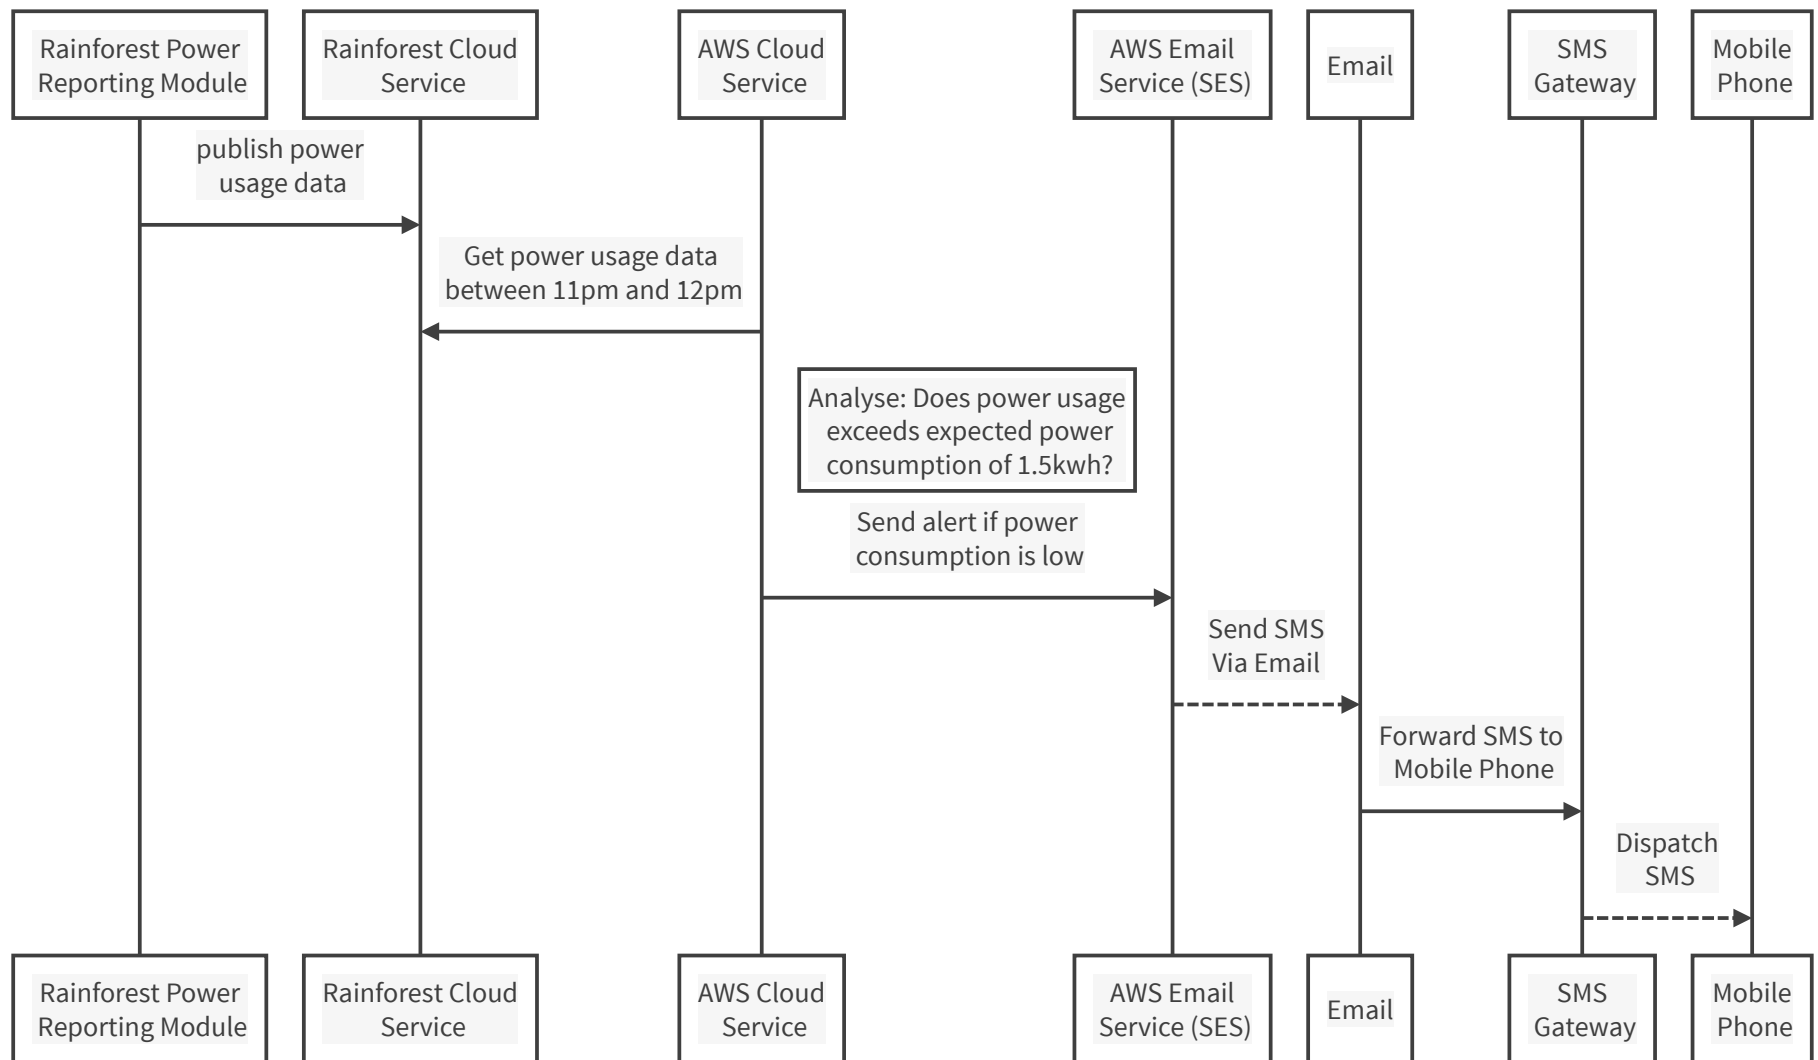 Rainforest Power
Reporting Module
Rainforest Cloud
Service
AWS Cloud
Service
AWS Email
Service (SES)
Email
SMS
Gateway
Mobile
Phone
publish power
usage data
Get power usage data
between 11pm and 12pm
Analyse: Does power usage
exceeds expected power
consumption of 1.5kwh?
Send alert if power
consumption is low
Send SMS
Via Email
Forward SMS to
Mobile Phone
Dispatch
SMS
Rainforest Power
Reporting Module
Rainforest Cloud
Service
AWS Cloud
Service
AWS Email
Service (SES)
Email
SMS
Gateway
Mobile
Phone